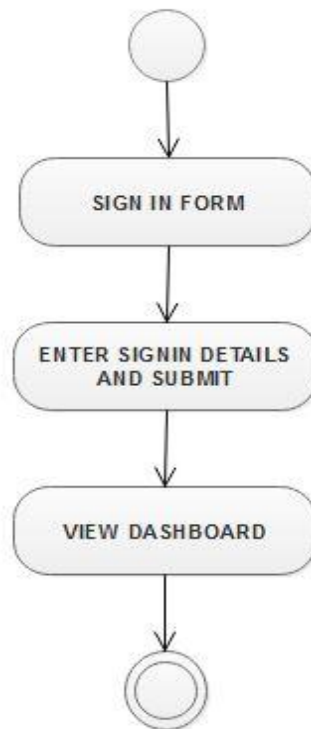 SIGN IN FORM
ENTER SIGNIN DETAILS
AND SUBMIT
VIEW DASHBOARD